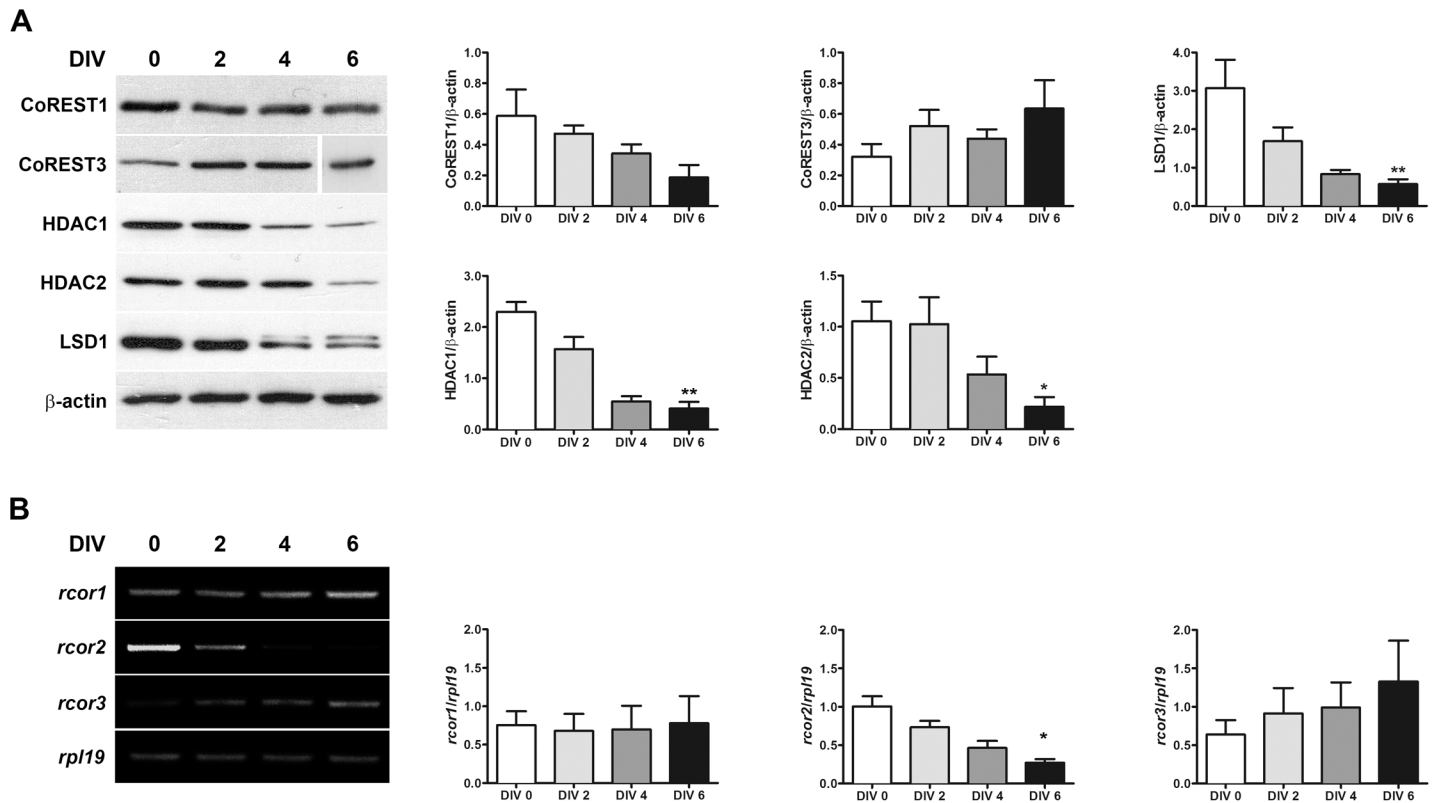 A
DIV 0 2 4 6
CoREST1
CoREST3
HDAC1
HDAC2
LSD1
β-actin
CoREST1/β-actin
1.0
0.8
0.6
0.4
0.2
0.0
DIV 0 DIV 2 DIV 4 DIV 6
CoREST3/β-actin
1.0
0.8
0.6
0.4
0.2
0.0
DIV 0 DIV 2 DIV 4 DIV 6
LSD1/β-actin
4.0
3.0
2.0
1.0
0.0
**
DIV 0 DIV 2 DIV 4 DIV 6
HDAC1/β-actin
3.0
2.0
1.0
0.0
**
DIV 0 DIV 2 DIV 4 DIV 6
HDAC2/β-actin
1.5
1.0
0.5
0.0
*
DIV 0 DIV 2 DIV 4 DIV 6
B
DIV 0 2 4 6
rcor1
rcor2
rcor3
rpl19
rcor1/rpl19
2.0
1.5
1.0
0.5
0.0
DIV 0 DIV 2 DIV 4 DIV 6
rcor2/rpl19
2.0
1.5
1.0
0.5
0.0
*
DIV 0 DIV 2 DIV 4 DIV 6
rcor3/rpl19
2.0
1.5
1.0
0.5
0.0
DIV 0 DIV 2 DIV 4 DIV 6